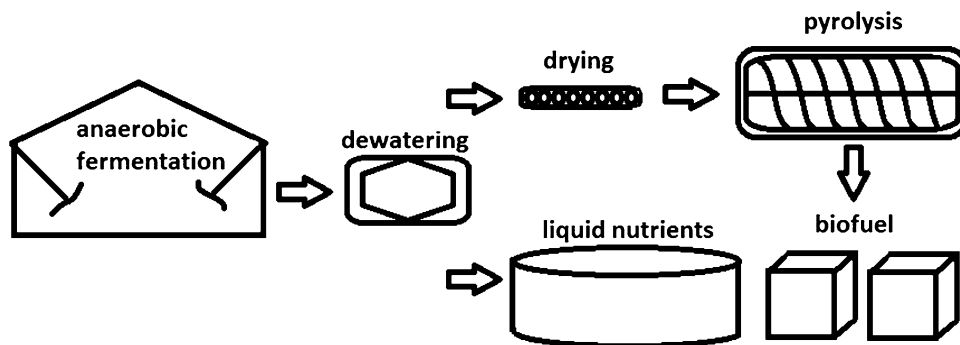 pyrolysis
drying
anaerobic
fermentation
dewatering
liquid nutrients
biofuel